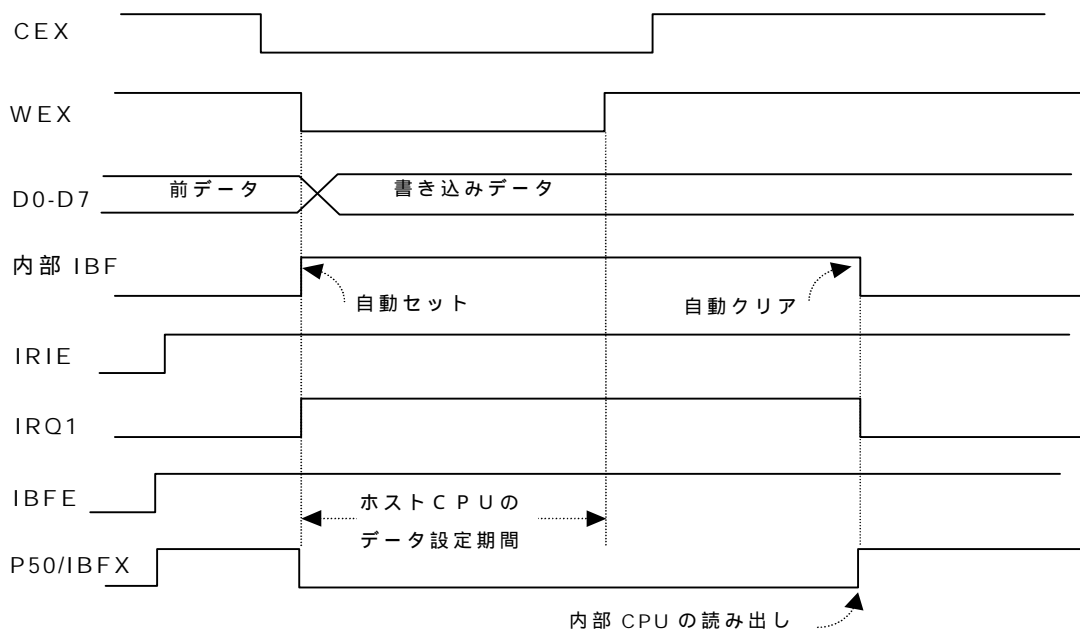 CEX
WEX
D0-D7 前データ 書き込みデータ
内部 IBF
自動セット 自動クリア
IRIE
IRQ1
IBFE
ホストCPUの
データ設定期間
P50/IBFX
内部 CPU の読み出し